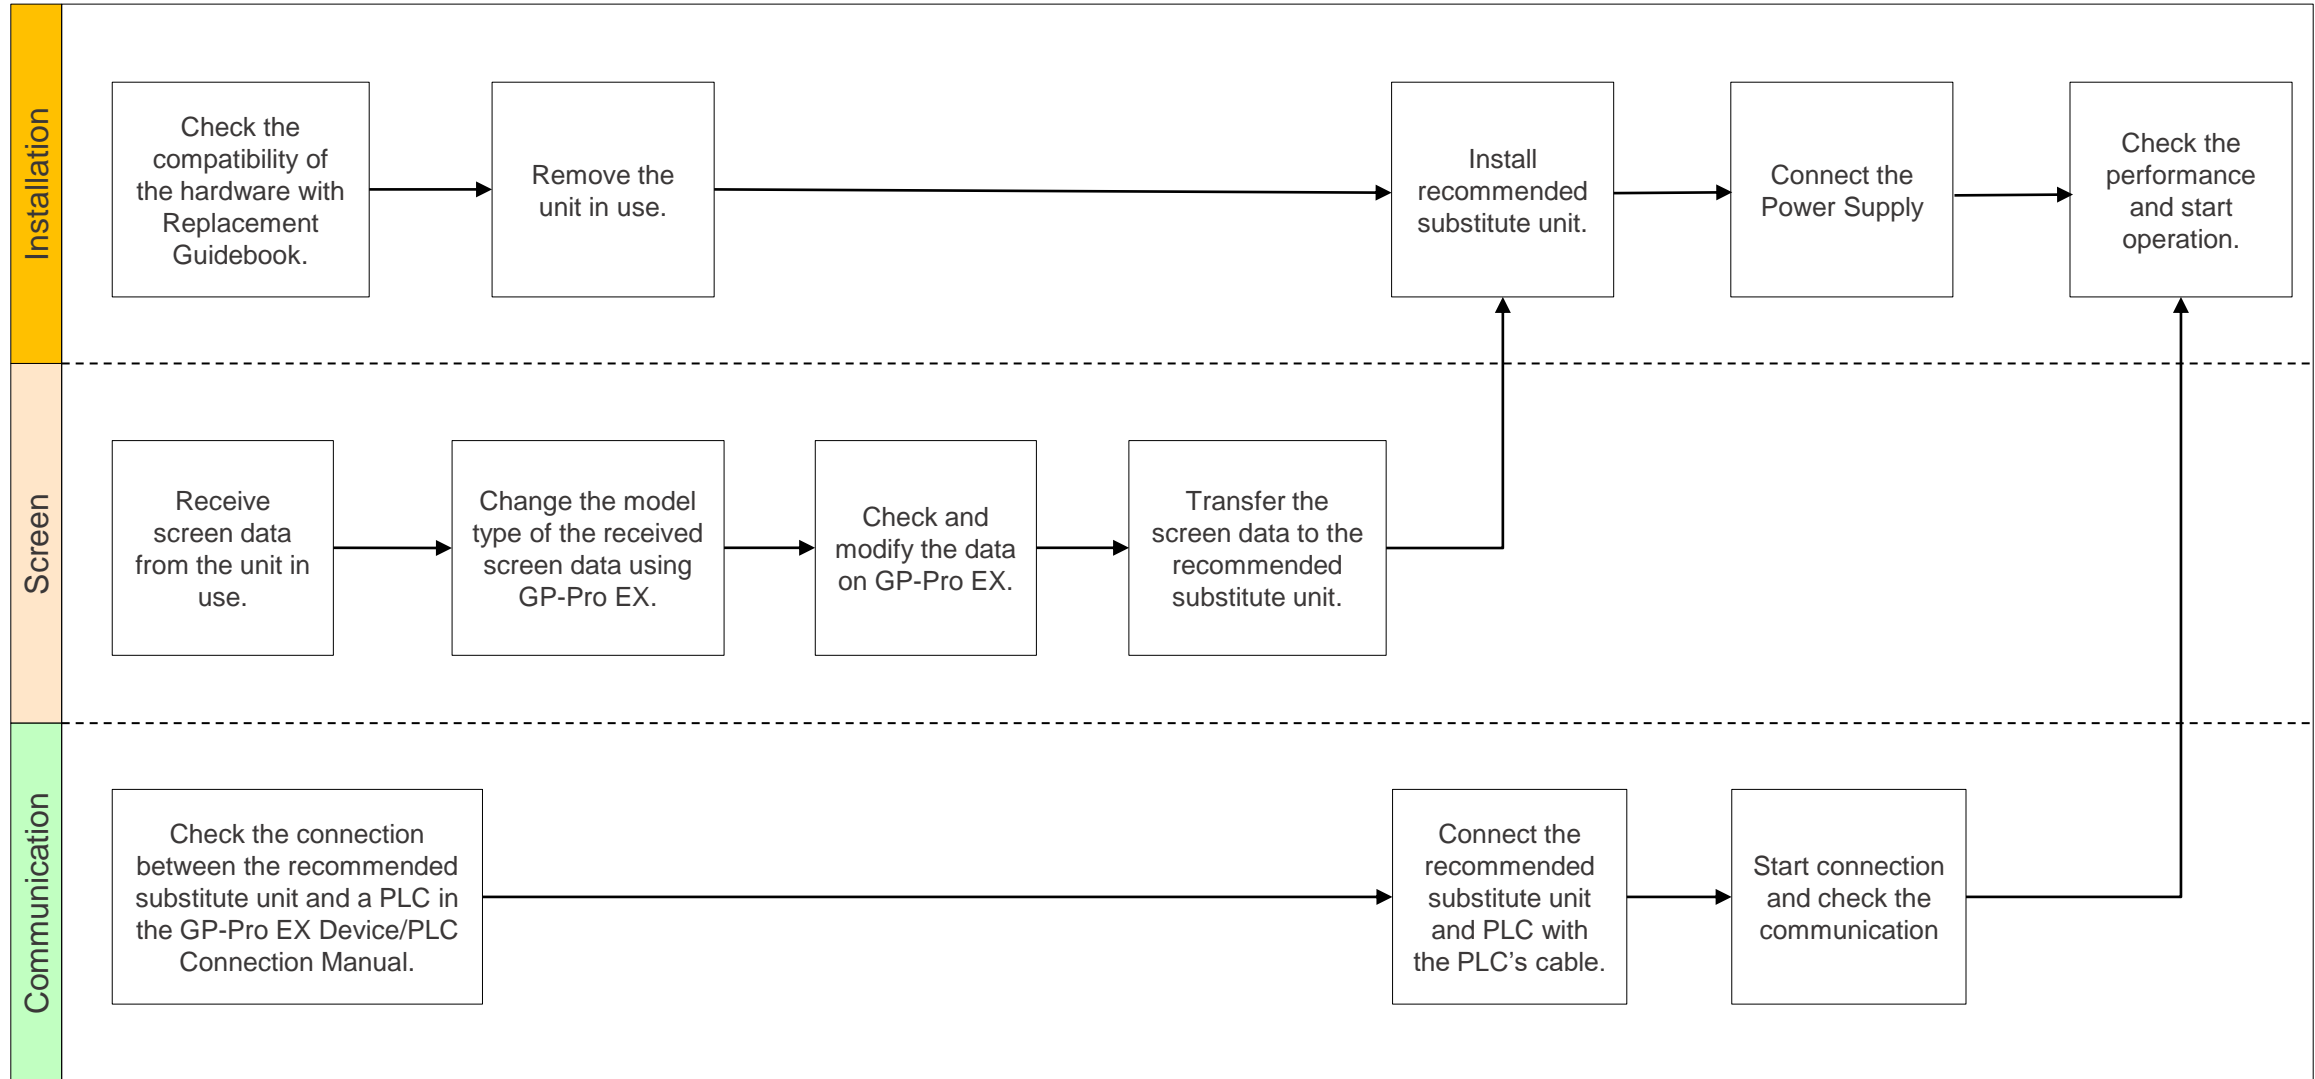 Installation
Check the
compatibility of
the hardware with
Replacement
Guidebook.
Remove the
unit in use.
Install
recommended
substitute unit.
Connect the
Power Supply
Check the
performance
and start
operation.
Screen
Receive
screen data
from the unit in
use.
Change the model
type of the received
screen data using
GP-Pro EX.
Check and
modify the data
on GP-Pro EX.
Transfer the
screen data to the
recommended
substitute unit.
Communication
Check the connection
between the recommended
substitute unit and a PLC in
the GP-Pro EX Device/PLC
Connection Manual.
Connect the
recommended
substitute unit
and PLC with
the PLC’s cable.
Start connection
and check the
communication